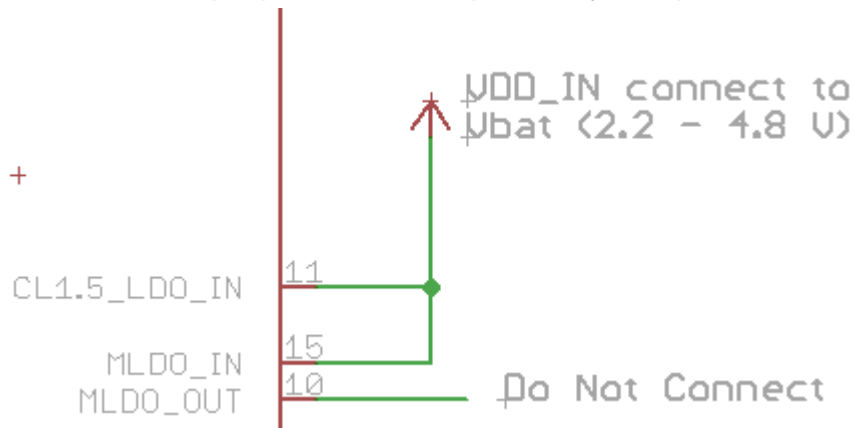 VDD_IN connect to
Vbat (2.2 - 4.8 V)
11
CL1.5_LDO_IN
15
MLDO_IN
10
MLDO_OUT
Do Not Connect